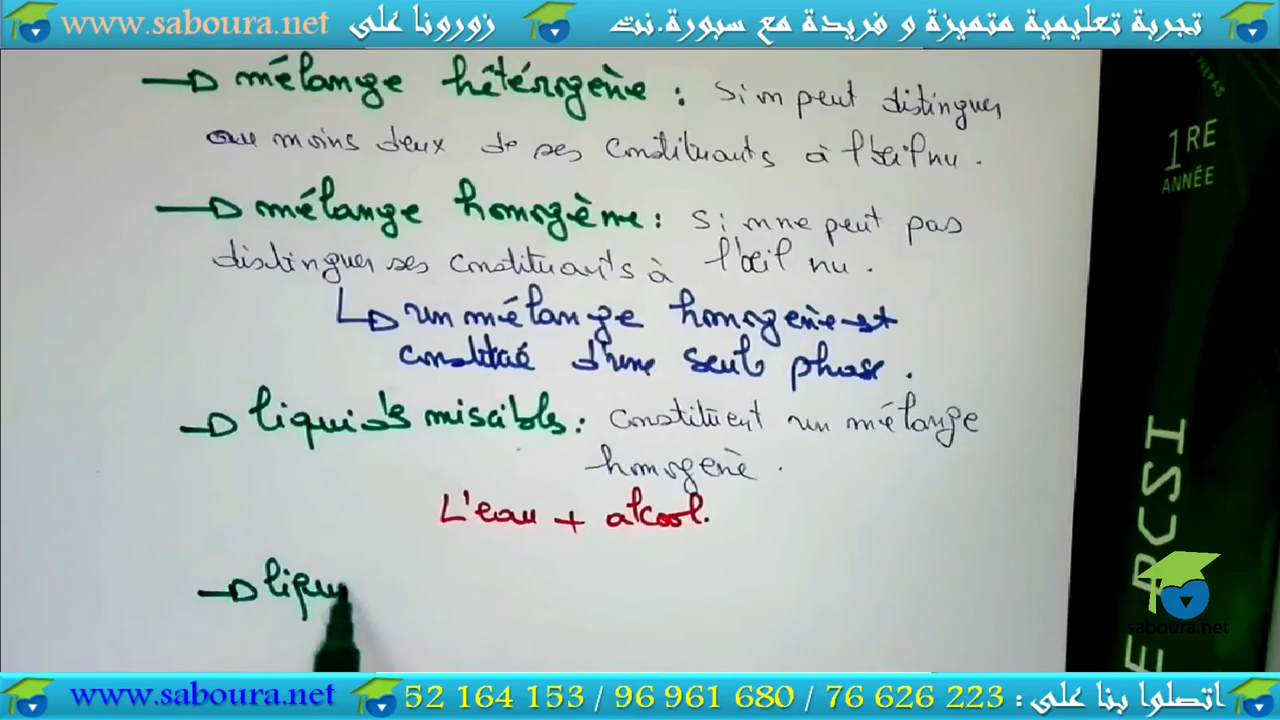 www.saboura.net زورونا على تجربة تعليمية متميزة و فريدة مع سبورة.نت
→ mélange hétérogène : Si on peut distinguer
au moins deux de ses constituants à l'œil nu .
→ mélange homogène : Si on ne peut pas
distinguer ses constituants à l'œil nu .
↳ un mélange homogène est
constitué d'une seule phase .
→ liquides miscibles : constituent un mélange
homogène .
L'eau + alcool.
→ liqu
1RE
ANNÉE
E PCSI
saboura.net
www.saboura.net 52 164 153 / 96 961 680 / 76 626 223 : اتصلوا بنا على